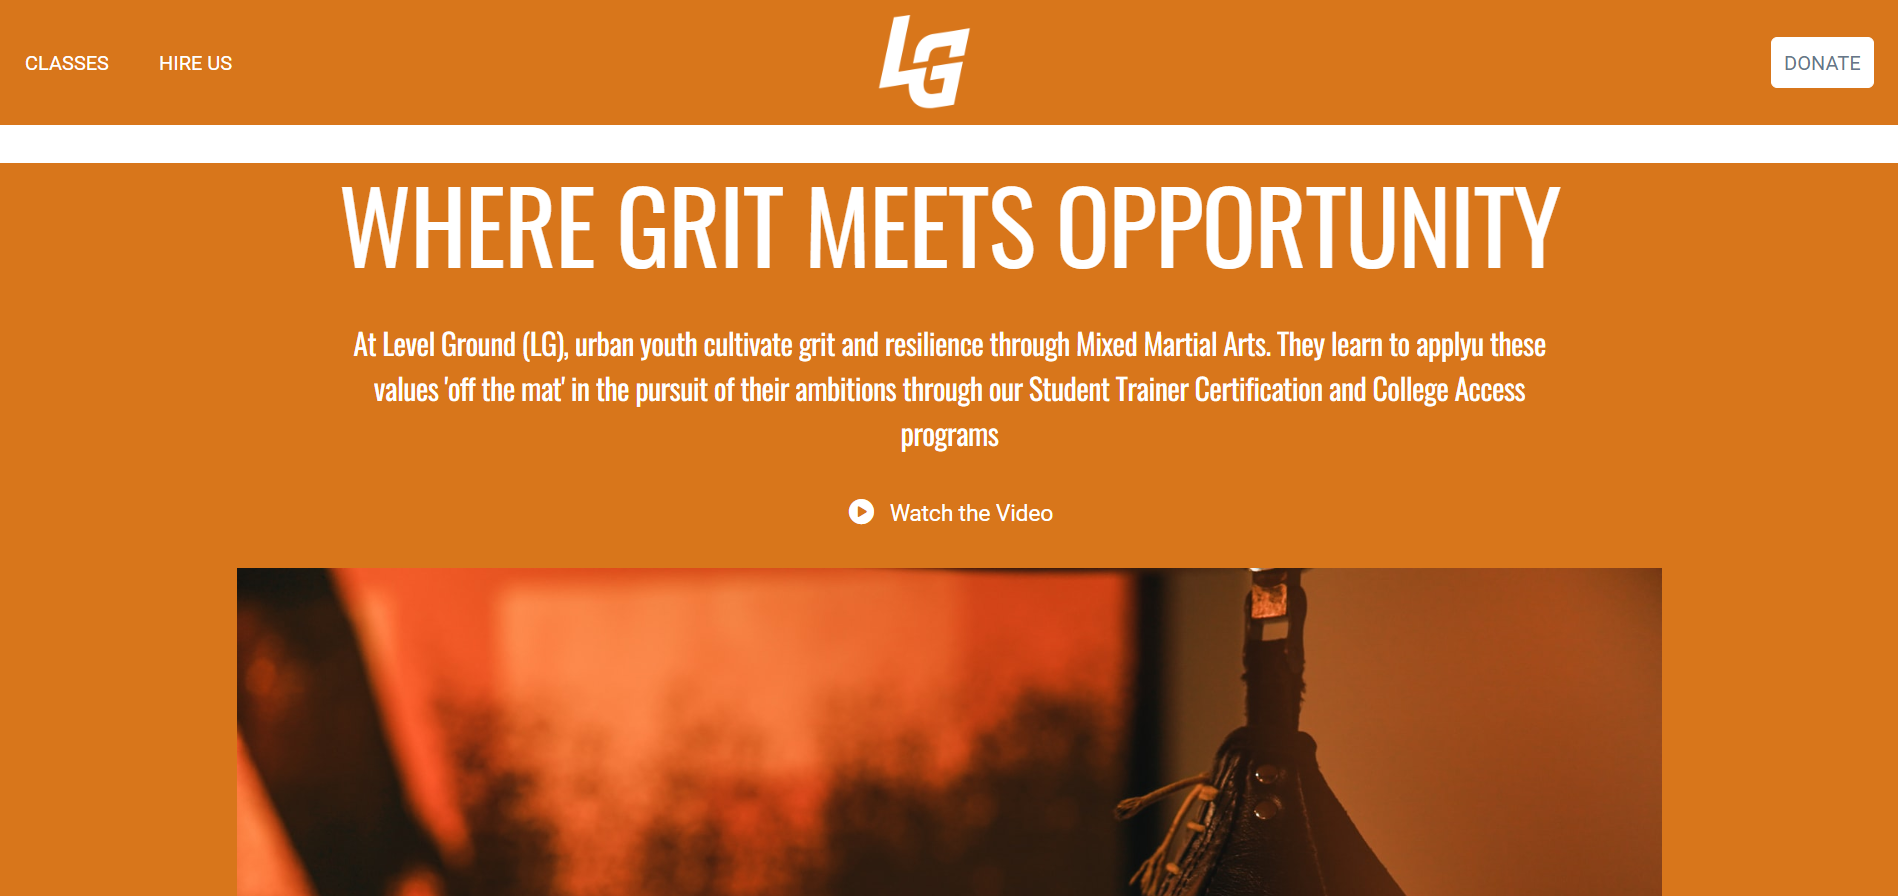 CLASSES
HIRE US
LG
DONATE
WHERE GRIT MEETS OPPORTUNITY
At Level Ground (LG), urban youth cultivate grit and resilience through Mixed Martial Arts. They learn to applyu these
values 'off the mat' in the pursuit of their ambitions through our Student Trainer Certification and College Access
programs
Watch the Video